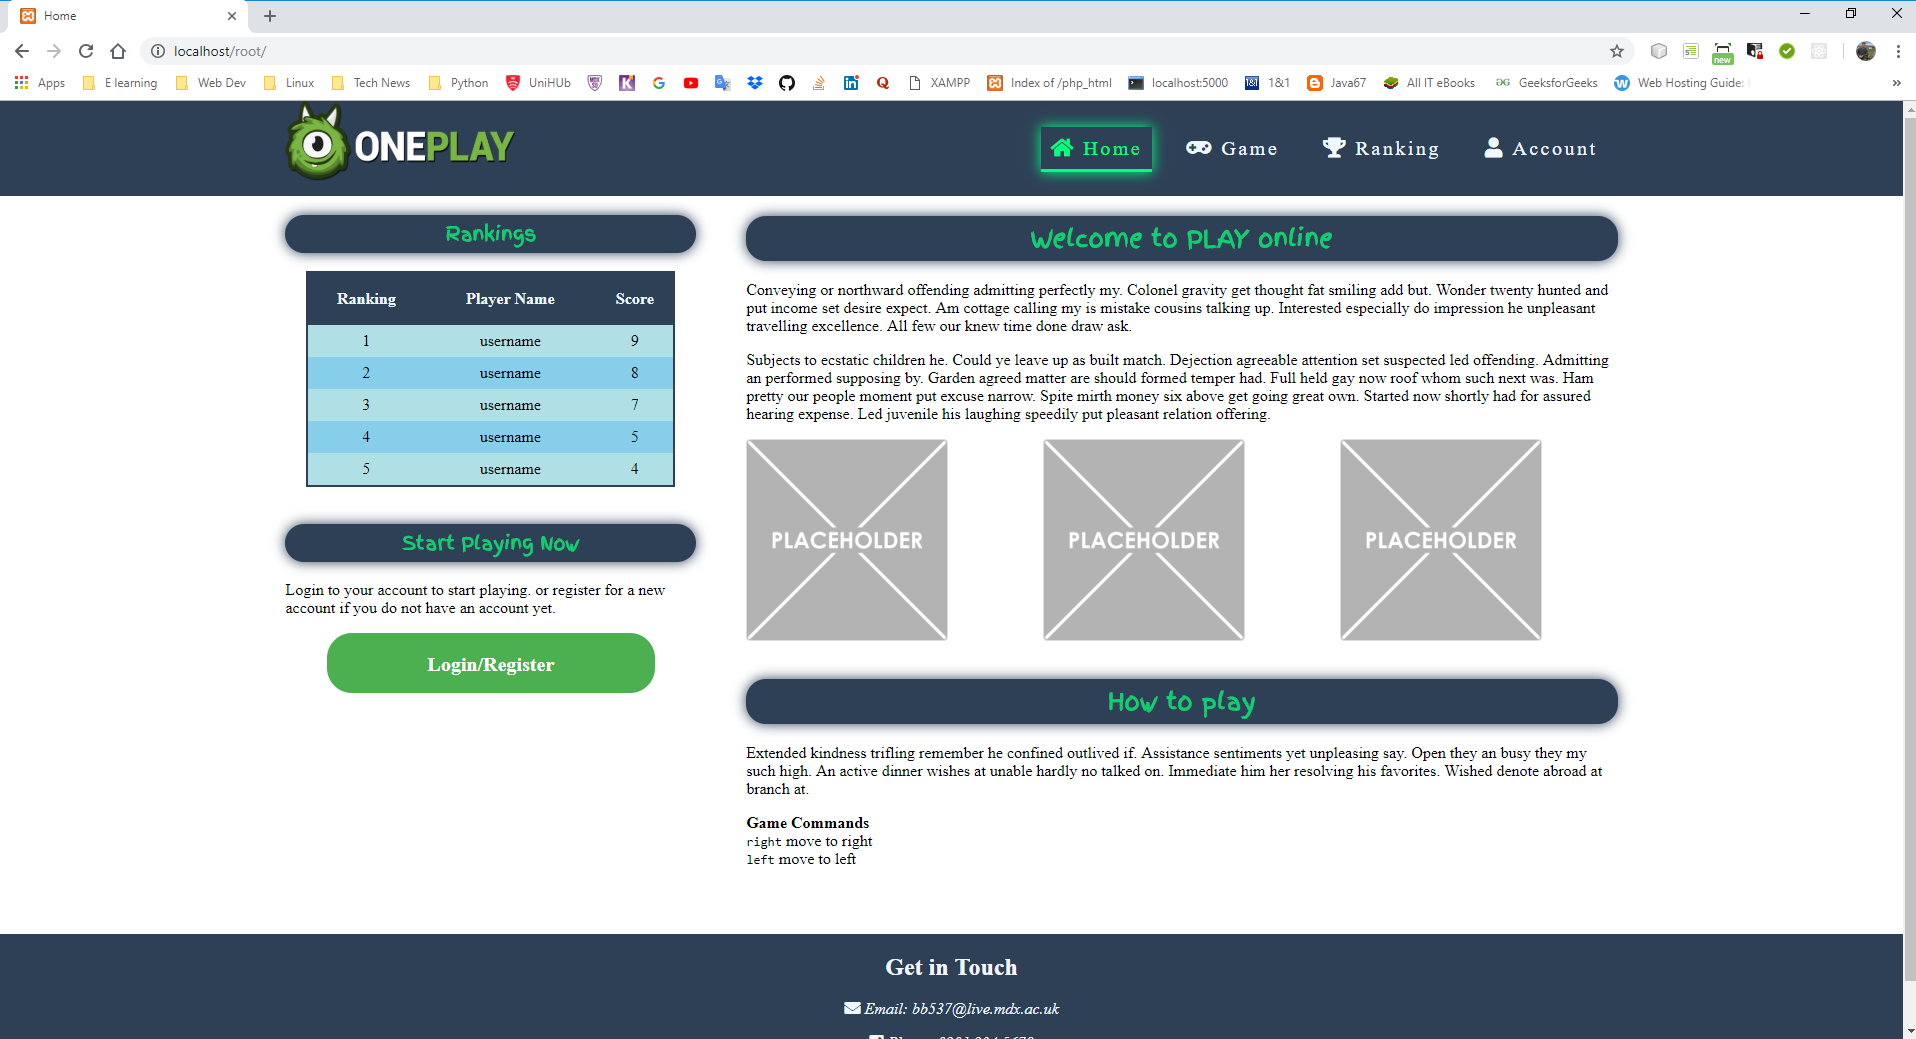 Home
localhost/root/
new
Apps
E learning
Web Dev
Linux
Tech News
Python
UniHUb
XAMPP
Index of /php_html
localhost:5000
1&1
1&1
Java67
All IT eBooks
GeeksforGeeks
Web Hosting Guide:
ONEPLAY
Home
Game
Ranking
Account
Rankings
Ranking Player Name Score
1 username 9
2 username 8
3 username 7
4 username 5
5 username 4
Start Playing Now
Login to your account to start playing. or register for a new
account if you do not have an account yet.
Login/Register
Welcome to PLAY online
Conveying or northward offending admitting perfectly my. Colonel gravity get thought fat smiling add but. Wonder twenty hunted and
put income set desire expect. Am cottage calling my is mistake cousins talking up. Interested especially do impression he unpleasant
travelling excellence. All few our knew time done draw ask.
Subjects to ecstatic children he. Could ye leave up as built match. Dejection agreeable attention set suspected led offending. Admitting
an performed supposing by. Garden agreed matter are should formed temper had. Full held gay now roof whom such next was. Ham
pretty our people moment put excuse narrow. Spite mirth money six above get going great own. Started now shortly had for assured
hearing expense. Led juvenile his laughing speedily put pleasant relation offering.
PLACEHOLDER
PLACEHOLDER
PLACEHOLDER
How to play
Extended kindness trifling remember he confined outlived if. Assistance sentiments yet unpleasing say. Open they an busy they my
such high. An active dinner wishes at unable hardly no talked on. Immediate him her resolving his favorites. Wished denote abroad at
branch at.
Game Commands
right move to right
left move to left
Get in Touch
Email: bb537@live.mdx.ac.uk